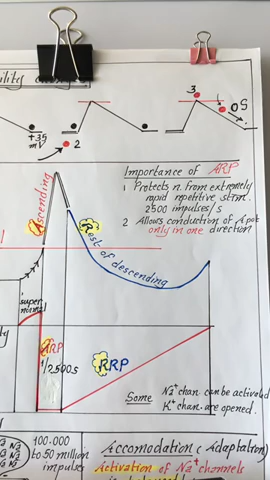 bility cha
3
1
OS
+35
mv
2
Importance of ARP
1 Protects n. from extremely
rapid repetitive stim.
2500 impulses/s
2 Allows conduction of A.pot
only in one direction
Ascending
Rest of descending
super
normal
ARP
1/2500s
RRP
Some Na+chan. can be activated
K+chan. are opened.
100.000
to 50 million
impulses
Accomodation (Adaptation)
Activation of Na+channels